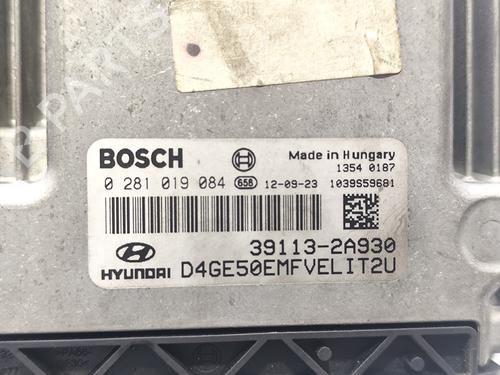 BOSCH
Made in Hungary
1354 0187
0 281 019 084 658 12-09-23 1039S59681
39113-2A930
HYUNDAI D4GE50EMFVELIT2U